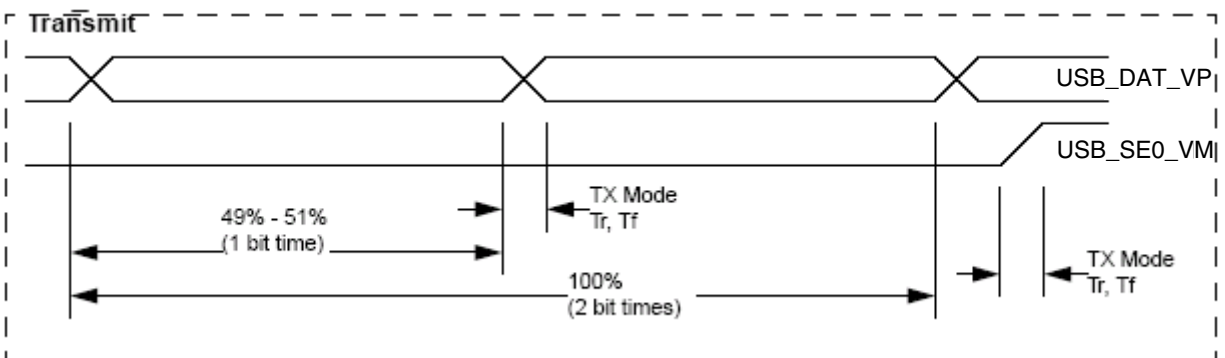 Transmit
USB_DAT_VP
USB_SE0_VM
TX Mode
Tr, Tf
49% - 51%
(1 bit time)
TX Mode
Tr, Tf
100%
(2 bit times)